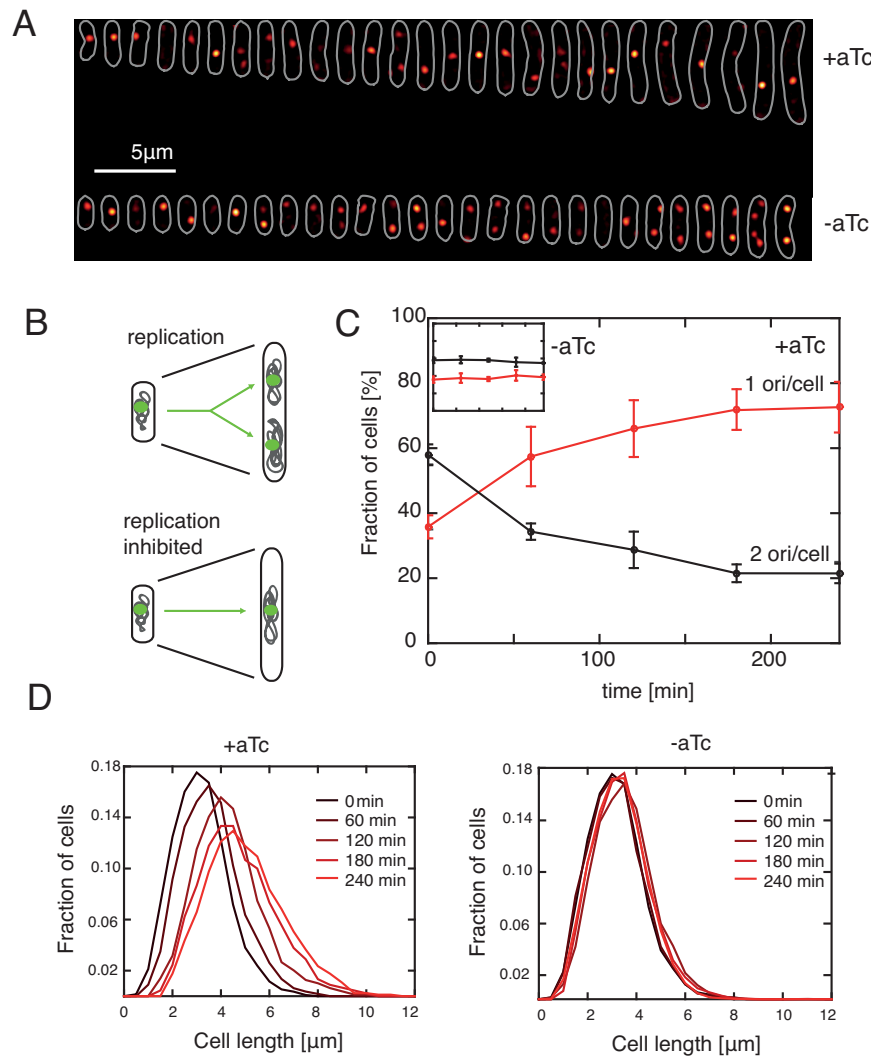 A
+aTc
5µm
-aTc
B
replication
replication
inhibited
C
100
80
60
40
20
0
Fraction of cells [%]
-aTc
+aTc
1 ori/cell
2 ori/cell
0
100
200
time [min]
D
+aTc
0.18
0.14
0.10
0.06
0.02
Fraction of cells
0min
60 min
120 min
180 min
240 min
0
2
4
6
8
10
12
Cell length [µm]
-aTc
0.18
0.14
0.10
0.06
0.02
Fraction of cells
0 min
60 min
120 min
180 min
240 min
0
2
4
6
8
10
12
Cell length [µm]